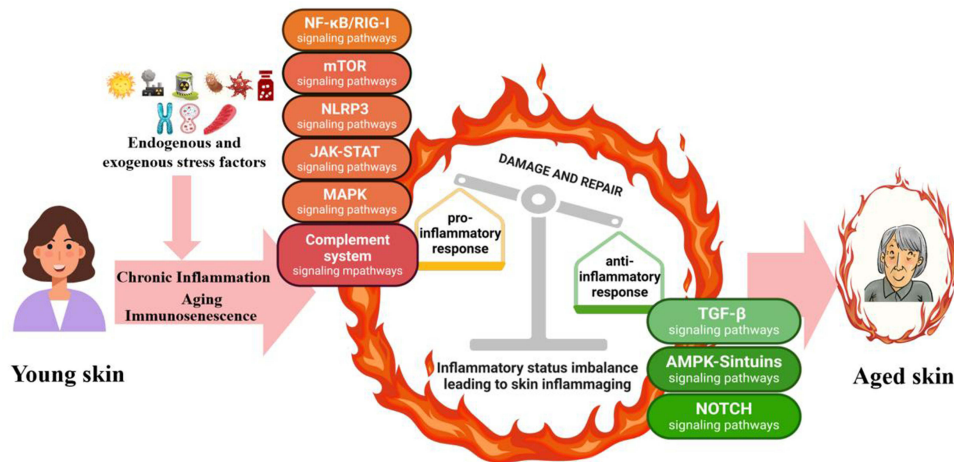 NF-κB/RIG-I
signaling pathways
mTOR
signaling pathways
NLRP3
signaling pathways
JAK-STAT
signaling pathways
MAPK
signaling pathways
Complement
system
signaling mpathways
Endogenous and
exogenous stress factors
Chronic Inflammation
Aging
Immunosenescence
Young skin
DAMAGE AND REPAIR
pro-
inflammatory
response
anti-
inflammatory
response
Inflammatory status imbalance
leading to skin inflammaging
TGF-β
signaling pathways
AMPK-Sintuins
signaling pathways
NOTCH
signaling pathways
Aged skin